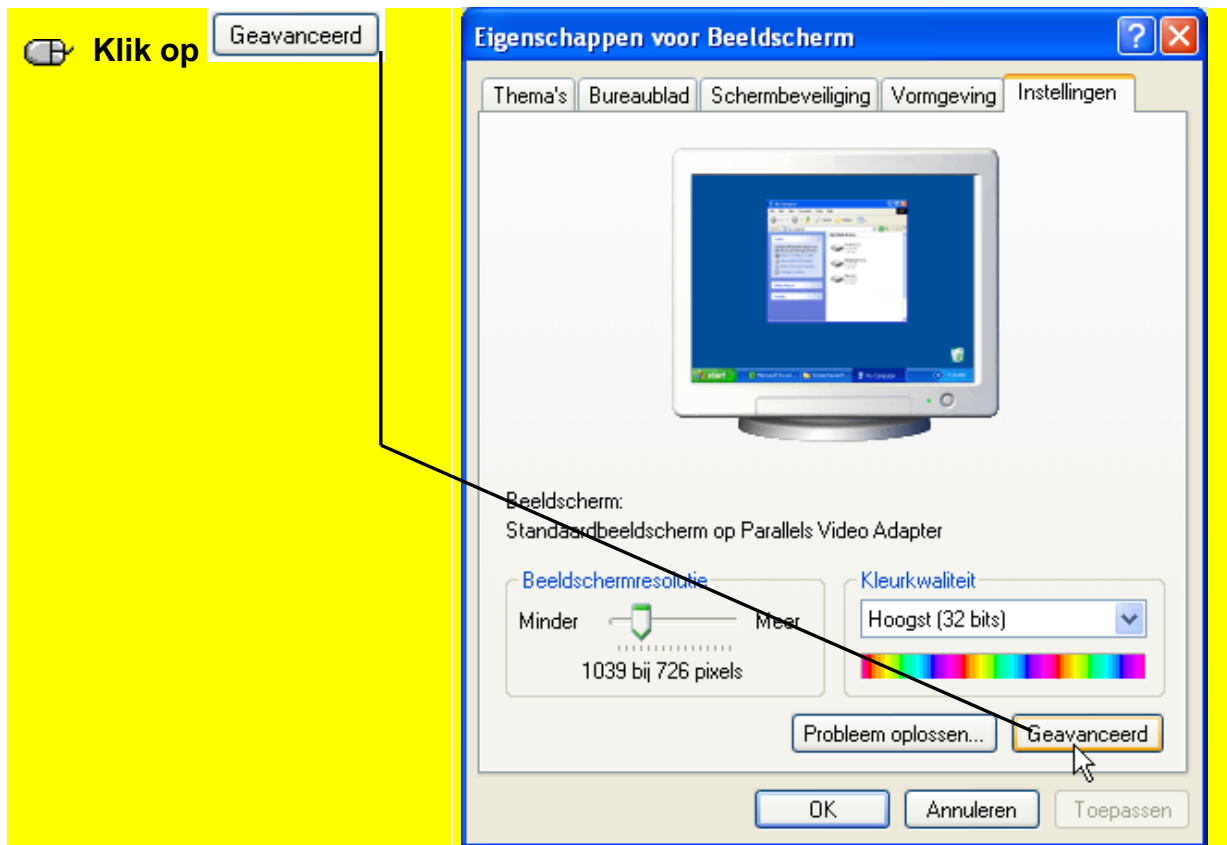 Klik op Geavanceerd
Eigenschappen voor Beeldscherm
Thema's Bureaublad Schermbeveiliging Vormgeving Instellingen
start
Beeldscherm:
Standaardbeeldscherm op Parallels Video Adapter
Beeldschermresolutie
Minder Meer
1039 bij 726 pixels
Kleurkwaliteit
Hoogst (32 bits)
Probleem oplossen... Geavanceerd
OK Annuleren Toepassen